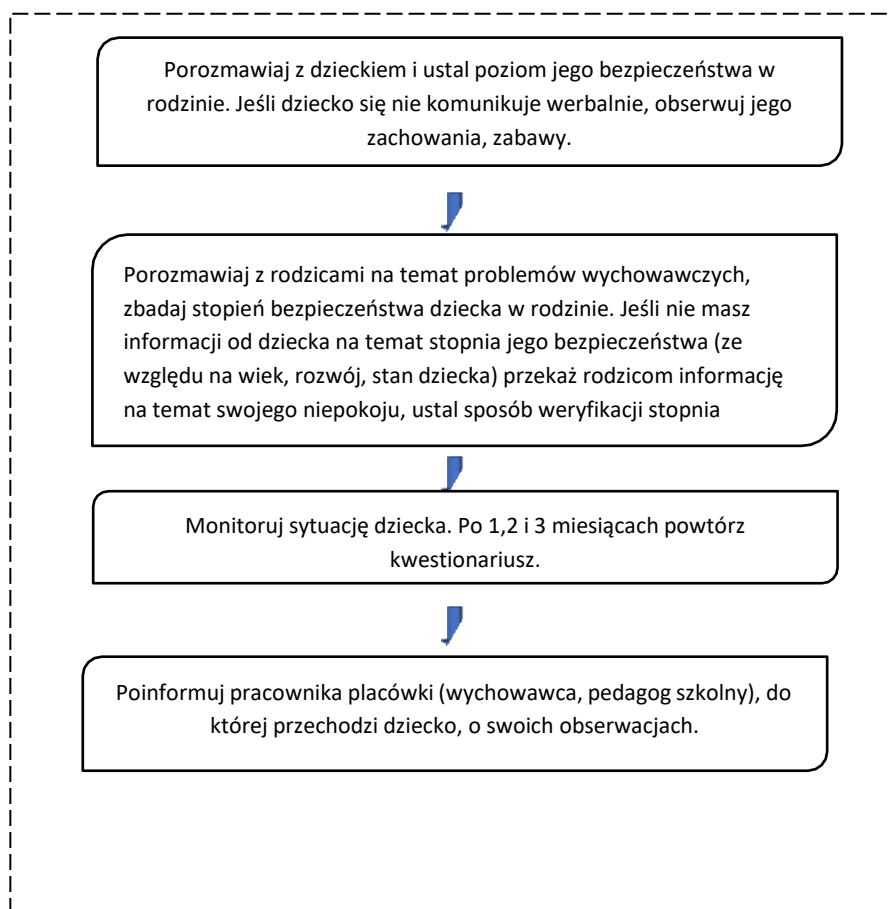 Porozmawiaj z dzieckiem i ustal poziom jego bezpieczeństwa w
rodzinie. Jeśli dziecko się nie komunikuje werbalnie, obserwuj jego
zachowania, zabawy.
Porozmawiaj z rodzicami na temat problemów wychowawczych,
zbadaj stopień bezpieczeństwa dziecka w rodzinie. Jeśli nie masz
informacji od dziecka na temat stopnia jego bezpieczeństwa (ze
względu na wiek, rozwój, stan dziecka) przekaż rodzicom informację
na temat swojego niepokoju, ustal sposób weryfikacji stopnia
Monitoruj sytuację dziecka. Po 1,2 i 3 miesiącach powtórz
kwestionariusz.
Poinformuj pracownika placówki (wychowawca, pedagog szkolny), do
której przechodzi dziecko, o swoich obserwacjach.